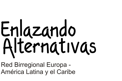 Enlazando
Alternativas
Red Birregional Europa -
América Latina y el Caribe